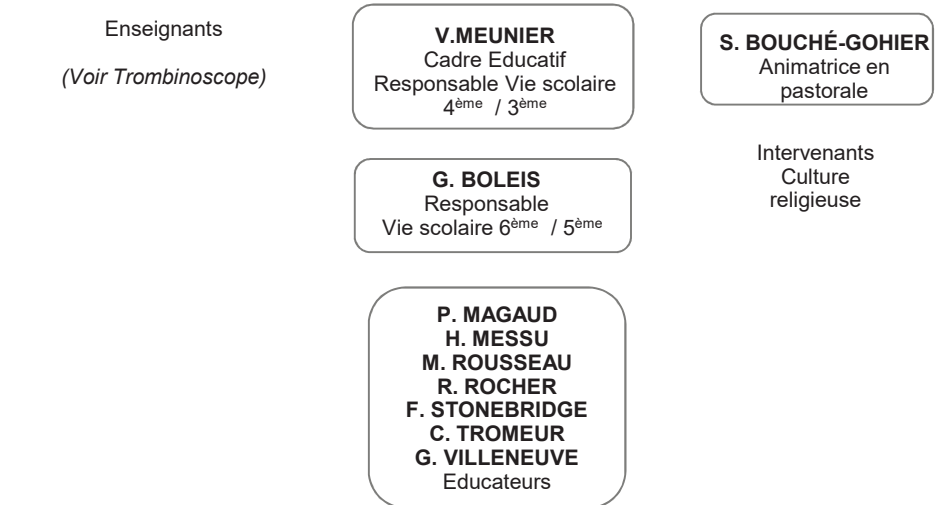 Enseignants
(Voir Trombinoscope)
V.MEUNIER
Cadre Educatif
Responsable Vie scolaire
4ème / 3ème
G. BOLEIS
Responsable
Vie scolaire 6ème / 5ème
P. MAGAUD
H. MESSU
M. ROUSSEAU
R. ROCHER
F. STONEBRIDGE
C. TROMEUR
G. VILLENEUVE
Educateurs
S. BOUCHÉ-GOHIER
Animatrice en
pastorale
Intervenants
Culture
religieuse